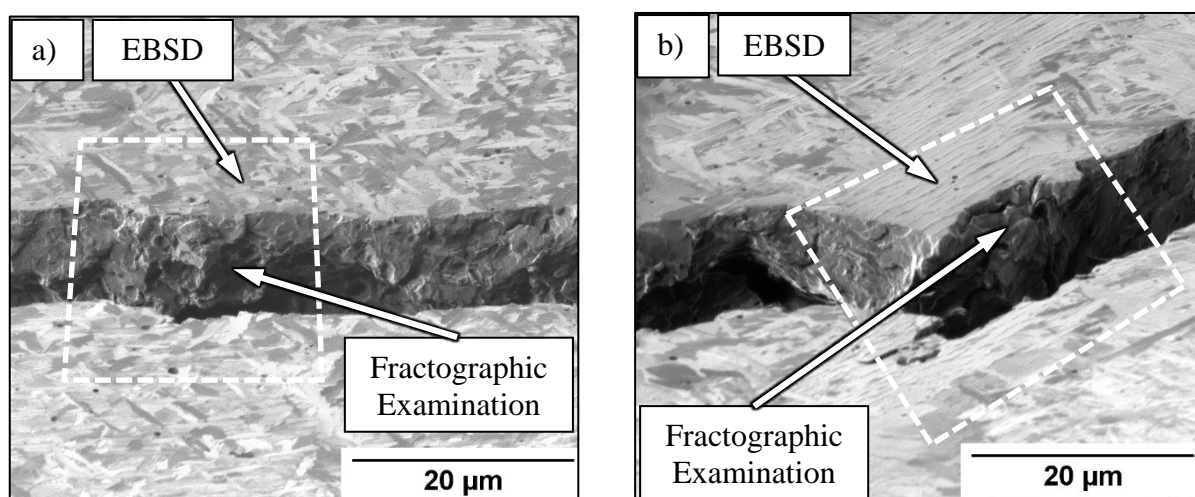 a)
EBSD
Fractographic
Examination
20 µm
b)
EBSD
Fractographic
Examination
20 µm